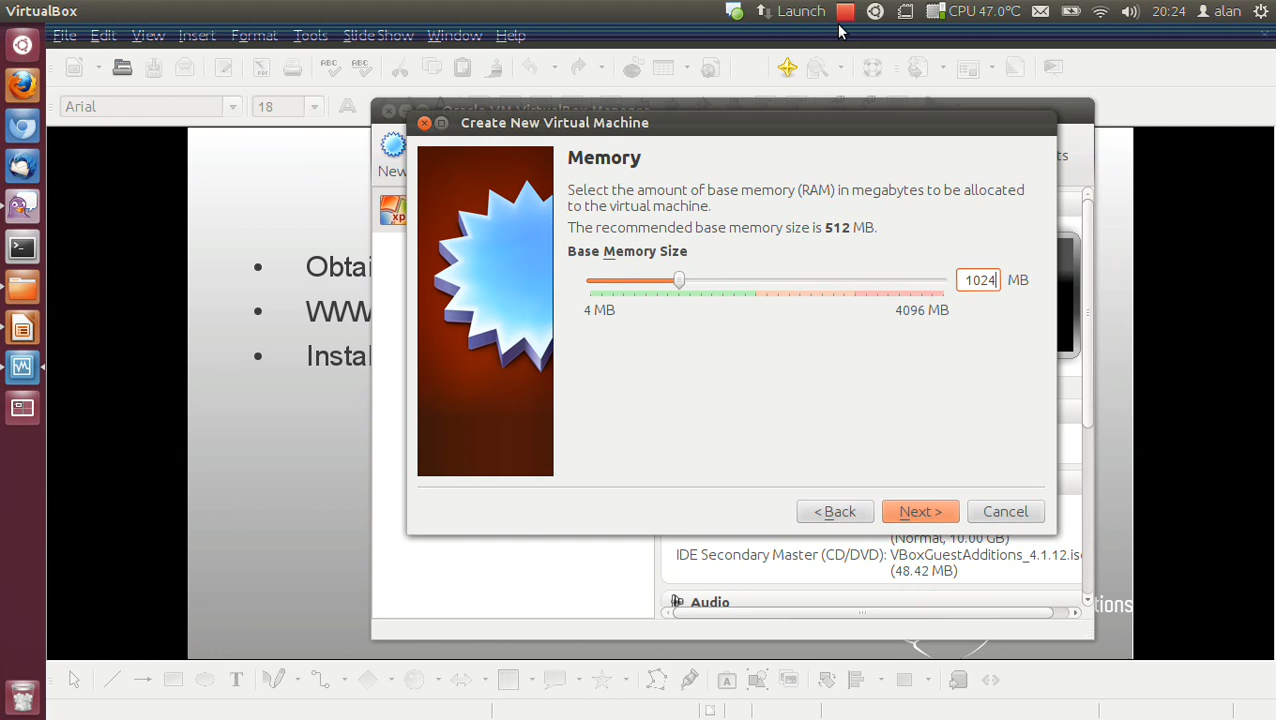 VirtualBox
Launch
CPU 47.0°C
20:24
alan
File Edit View Insert Format Tools Slide Show Window Help
Arial
18
Create New Virtual Machine
New
Memory
Select the amount of base memory (RAM) in megabytes to be allocated
to the virtual machine.
The recommended base memory size is 512 MB.
Base Memory Size
1024 MB
4 MB
4096 MB
< Back
Next >
Cancel
(Normal, 10.00 GB)
IDE Secondary Master (CD/DVD): VBoxGuestAdditions_4.1.12.is
(48.42 MB)
Audio